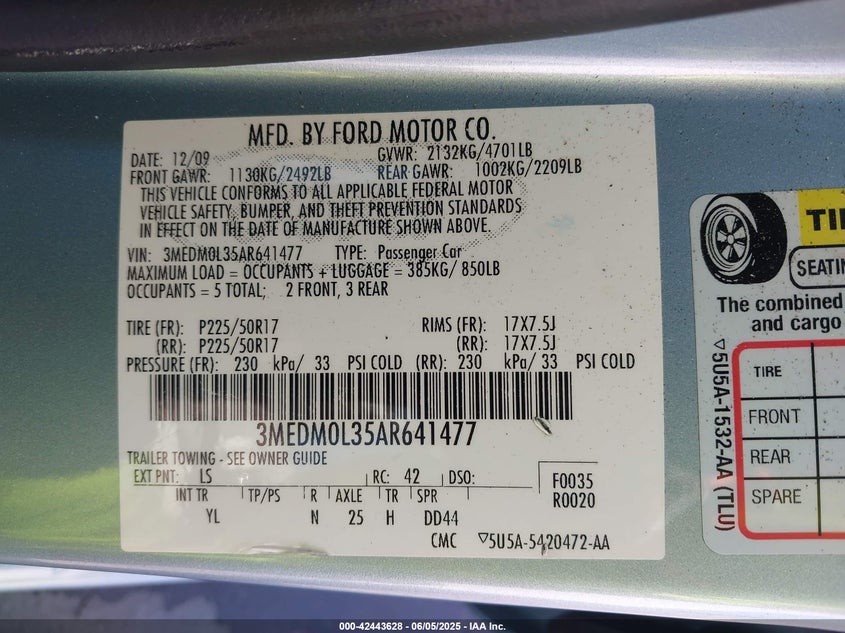 MFD. BY FORD MOTOR CO.
DATE: 12/09 GVWR: 2132KG/4701LB
FRONT GAWR: 1130KG/2492LB REAR GAWR: 1002KG/2209LB
THIS VEHICLE CONFORMS TO ALL APPLICABLE FEDERAL MOTOR
VEHICLE SAFETY, BUMPER, AND THEFT PREVENTION STANDARDS
IN EFFECT ON THE DATE OF MANUFACTURE SHOWN ABOVE.
VIN: 3MEDM0L35AR641477 TYPE: Passenger Car
MAXIMUM LOAD = OCCUPANTS + LUGGAGE = 385KG/ 850LB
OCCUPANTS = 5 TOTAL; 2 FRONT, 3 REAR
TIRE (FR): P225/50R17 RIMS (FR): 17X7.5J
(RR): P225/50R17 (RR): 17X7.5J
PRESSURE (FR): 230 kPa/ 33 PSI COLD (RR): 230 kPa/ 33 PSI COLD
3MEDM0L35AR641477
TRAILER TOWING - SEE OWNER GUIDE
EXT PNT: LS RC: 42 DSO: F0035
INT TR TP/PS R AXLE TR SPR R0020
YL N 25 H DD44
CMC ▽5U5A-5420472-AA
TI
SEATIN
The combined
and cargo
TIRE
FRONT
REAR
SPARE
▽5U5A-1532-AA (TLU)
000-42443628 - 06/05/2025 - IAA Inc.